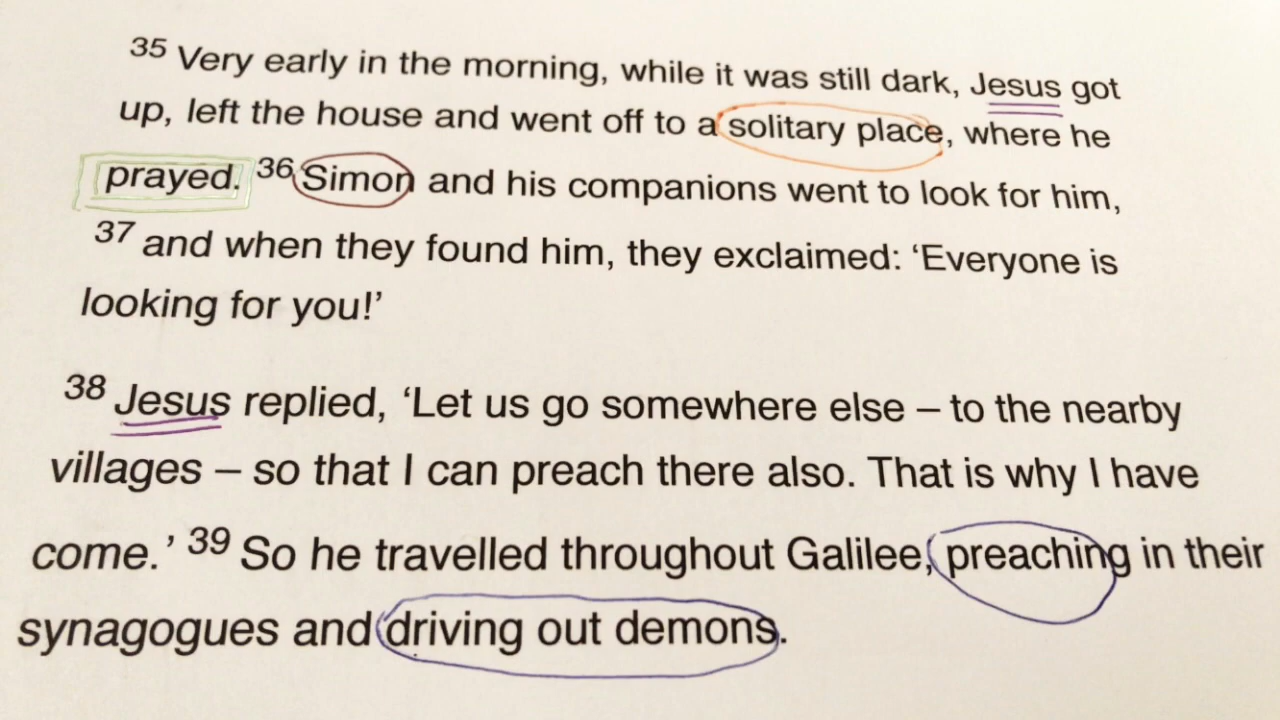 35 Very early in the morning, while it was still dark, Jesus got
up, left the house and went off to a solitary place, where he
prayed. 36 Simon and his companions went to look for him,
37 and when they found him, they exclaimed: ‘Everyone is
looking for you!’
38 Jesus replied, ‘Let us go somewhere else – to the nearby
villages – so that I can preach there also. That is why I have
come.’ 39 So he travelled throughout Galilee, preaching in their
synagogues and driving out demons.